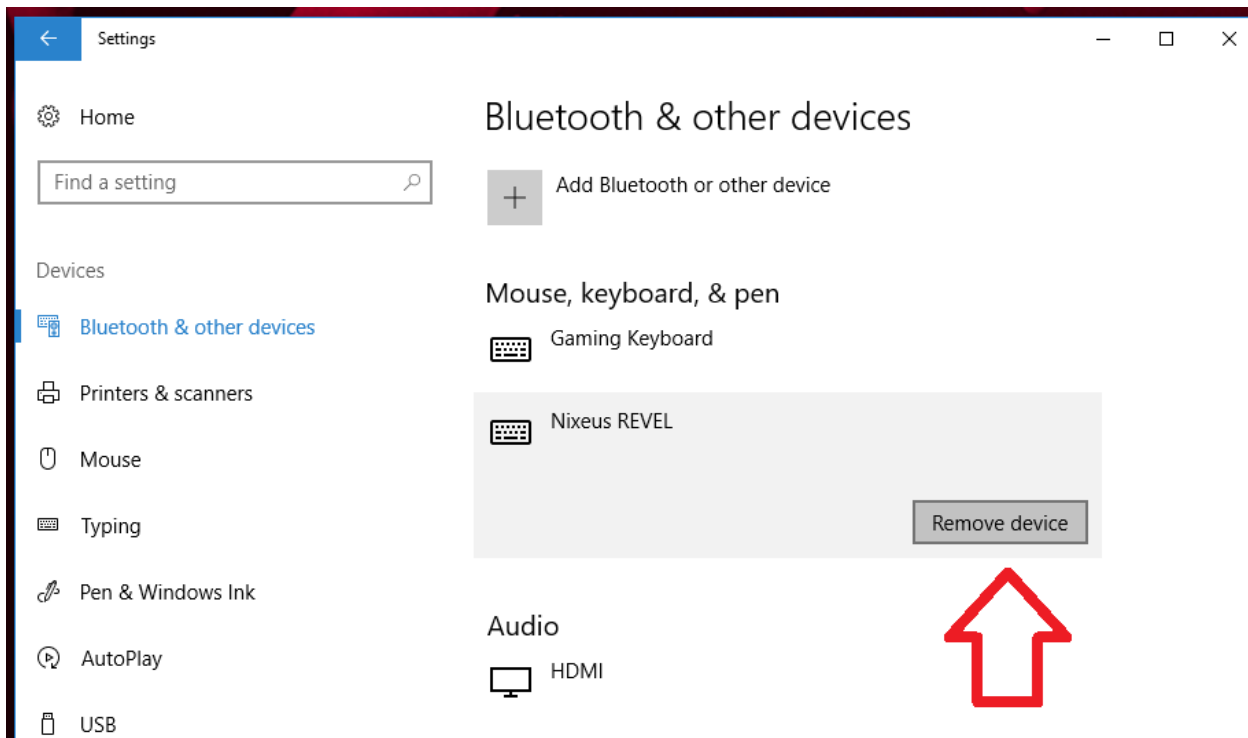 Settings
Home
Find a setting
Devices
Bluetooth & other devices
Printers & scanners
Mouse
Typing
Pen & Windows Ink
AutoPlay
USB
Bluetooth & other devices
Add Bluetooth or other device
Mouse, keyboard, & pen
Gaming Keyboard
Nixeus REVEL
Remove device
Audio
HDMI